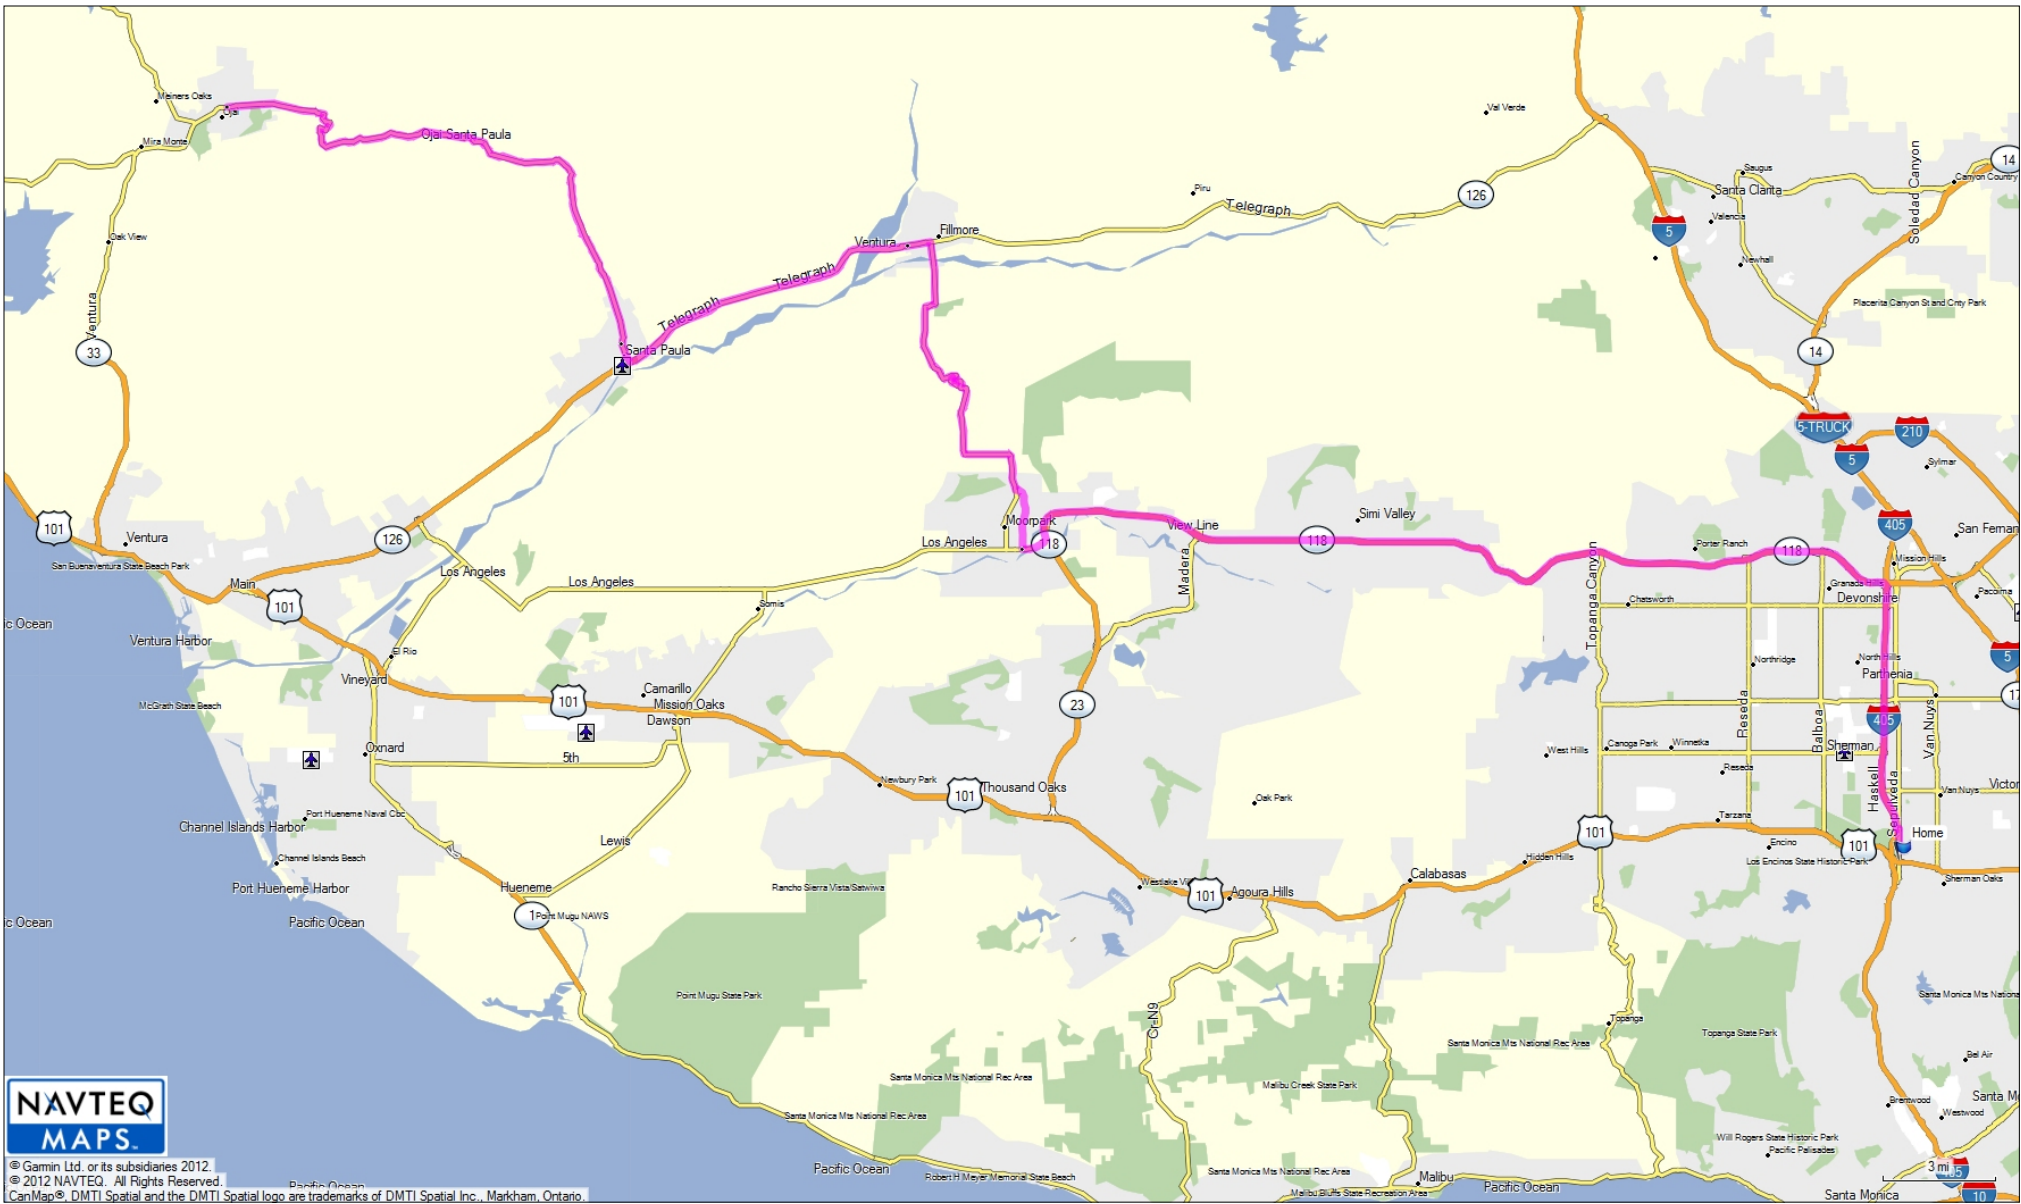 Meiners Oaks
Ojai
Mira Monte
Ojai Santa Paula
Val Verde
14
Canyon Country
Saugus
Santa Clarita
Soledad Canyon
Valencia
126
Piru
Telegraph
5
Oak View
Ventura
Fillmore
Newhall
Telegraph
Telegraph
Placerita Canyon St and Cnty Park
Ventura
33
Santa Paula
14
5-TRUCK
210
5
Sylmar
101
Ventura
126
Moorpark
View Line
Simi Valley
405
San Fernan
Los Angeles
118
118
Porter Ranch
118
Mission Hills
San Buenaventura State Beach Park
Main
Los Angeles
Los Angeles
Madera
Topanga Canyon
Granada Hills
Pacoima
101
Somis
Chatsworth
Devonshire
ic Ocean
Ventura Harbor
El Rio
Northridge
North Hills
5
Vineyard
Parthenia
Camarillo
101
Mission Oaks
23
17
McGrath State Beach
Dawson
Reseda
Balboa
405
Van Nuys
Oxnard
5th
West Hills
Canoga Park
Winnetka
Sherman
Reseda
Newbury Park
Thousand Oaks
101
Oak Park
Haskell
Sepulveda
Van Nuys
Victor
Port Hueneme Naval Cbc
Channel Islands Harbor
Tarzana
101
Home
Lewis
Encino
101
Channel Islands Beach
Hidden Hills
Los Encinos State Historic Park
Port Hueneme Harbor
Hueneme
Rancho Sierra Vista/Satwiwa
Calabasas
Sherman Oaks
101
Agoura Hills
1
Point Mugu NAWS
ic Ocean
Pacific Ocean
Point Mugu State Park
Santa Monica Mts Nationa
Cr-N9
Topanga
Topanga State Park
Santa Monica Mts National Rec Area
Bel Air
Santa Monica Mts National Rec Area
Malibu Creek State Park
NAVTEQ
MAPS
Santa Monica Mts National Rec Area
Brentwood
Santa M
Westwood
Will Rogers State Historic Park
Pacific Palisades
Pacific Ocean
Robert H Meyer Memorial State Beach
Santa Monica Mts National Rec Area
Malibu
Malibu Bluffs State Recreation Area
Pacific Ocean
3 mi
Santa Monica
10
© Garmin Ltd. or its subsidiaries 2012.
© 2012 NAVTEQ. All Rights Reserved.
CanMap®, DMTI Spatial and the DMTI Spatial logo are trademarks of DMTI Spatial Inc., Markham, Ontario.
Pacific Ocean